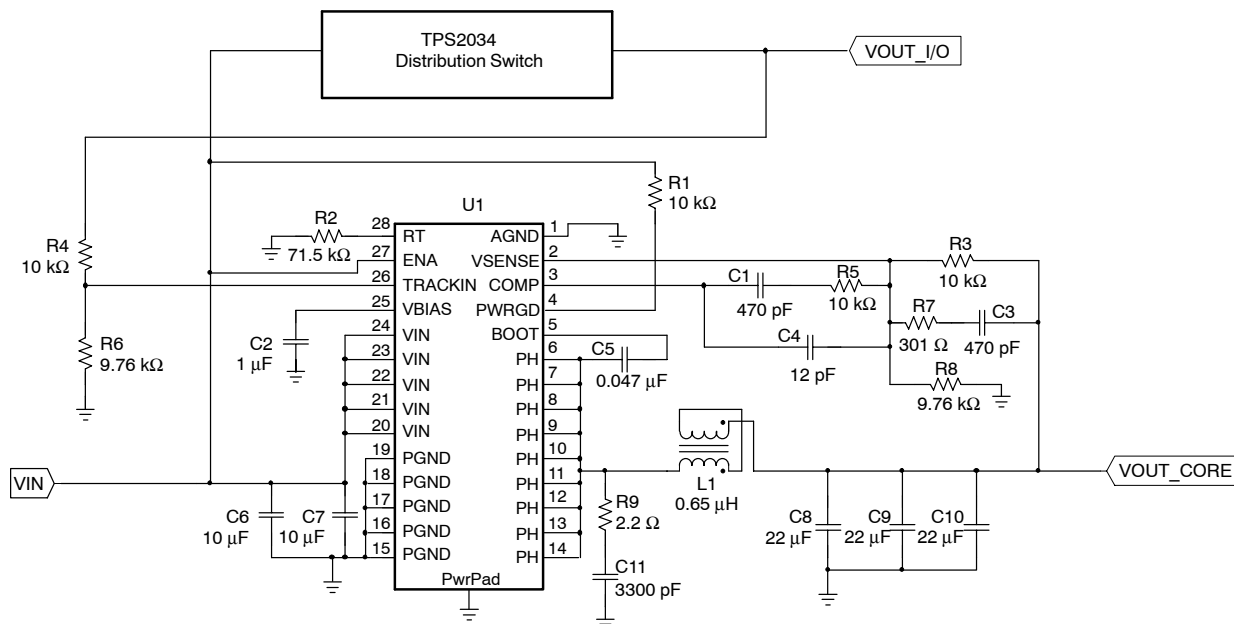 TPS2034
Distribution Switch
VOUT_I/O
R1
10 kΩ
U1
R2
71.5 kΩ
R4
10 kΩ
R6
9.76 kΩ
C2
1 μF
28
27
26
25
24
23
22
21
20
19
18
17
16
15
RT
ENA
TRACKIN
VBIAS
VIN
VIN
VIN
VIN
VIN
PGND
PGND
PGND
PGND
PGND
PwrPad
AGND
VSENSE
COMP
PWRGD
BOOT
PH
PH
PH
PH
PH
PH
PH
PH
PH
1
2
3
4
5
6
7
8
9
10
11
12
13
14
R3
10 kΩ
C1
470 pF
R5
10 kΩ
R7
301 Ω
C3
470 pF
C4
12 pF
R8
9.76 kΩ
C5
0.047 μF
L1
0.65 μH
VIN
C6
10 μF
C7
10 μF
R9
2.2 Ω
C11
3300 pF
C8
22 μF
C9
22 μF
C10
22 μF
VOUT_CORE